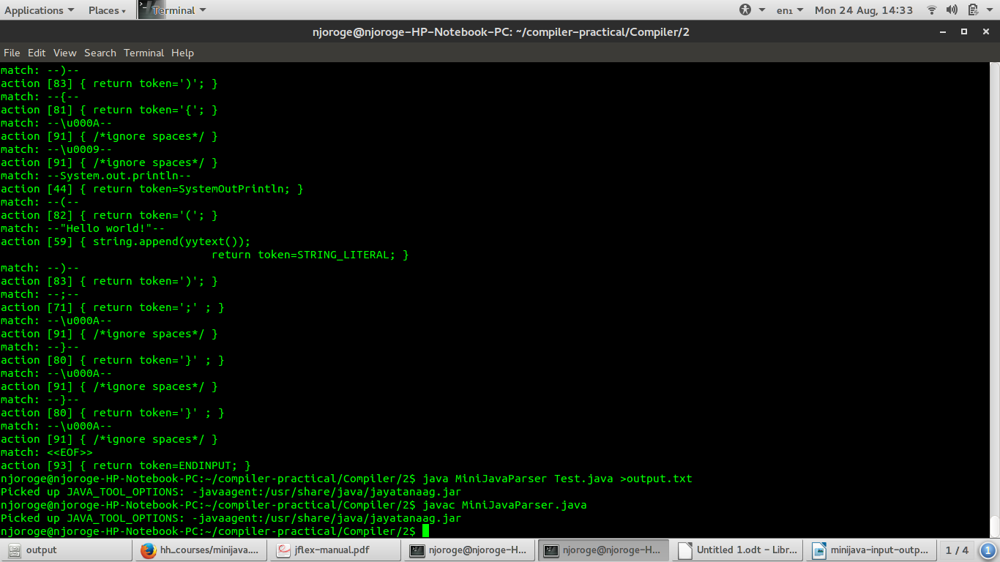 Applications Places Terminal en₁ Mon 24 Aug, 14:33
njoroge@njoroge-HP-Notebook-PC: ~/compiler-practical/Compiler/2
File Edit View Search Terminal Help
match: --)--
action [83] { return token=')'; }
match: --{--
action [81] { return token='{'; }
match: --\u000A--
action [91] { /*ignore spaces*/ }
match: --\u0009--
action [91] { /*ignore spaces*/ }
match: --System.out.println--
action [44] { return token=SystemOutPrintln; }
match: --(--
action [82] { return token='('; }
match: --"Hello world!"--
action [59] { string.append(yytext());
return token=STRING_LITERAL; }
match: --)--
action [83] { return token=')'; }
match: --;--
action [71] { return token=';' ; }
match: --\u000A--
action [91] { /*ignore spaces*/ }
match: --}--
action [80] { return token='}' ; }
match: --\u000A--
action [91] { /*ignore spaces*/ }
match: --}--
action [80] { return token='}' ; }
match: --\u000A--
action [91] { /*ignore spaces*/ }
match: <<EOF>>
action [93] { return token=ENDINPUT; }
njoroge@njoroge-HP-Notebook-PC:~/compiler-practical/Compiler/2$ java MiniJavaParser Test.java >output.txt
Picked up JAVA_TOOL_OPTIONS: -javaagent:/usr/share/java/jayatanaag.jar
njoroge@njoroge-HP-Notebook-PC:~/compiler-practical/Compiler/2$ javac MiniJavaParser.java
Picked up JAVA_TOOL_OPTIONS: -javaagent:/usr/share/java/jayatanaag.jar
njoroge@njoroge-HP-Notebook-PC:~/compiler-practical/Compiler/2$
output hh_courses/minijava.... jflex-manual.pdf njoroge@njoroge-H... njoroge@njoroge-H... Untitled 1.odt – Libr... minijava-input-outp... 1 / 4 1